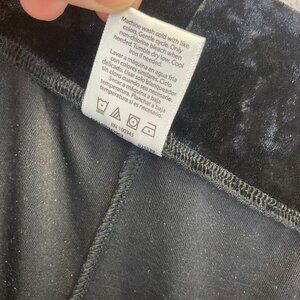 Machine wash cold with like
colors. Gentle cycle. Only
non-chlorine bleach when
needed. Tumble dry low. Cool
iron if needed.
Lavar a máquina en agua fría
con colores similares. Ciclo
delicado. Usar sólo blanqueador
sin cloro cuando sea necesario.
Secar a máquina a baja
temperatura. Planchar a baja
temperatura si es necesario.